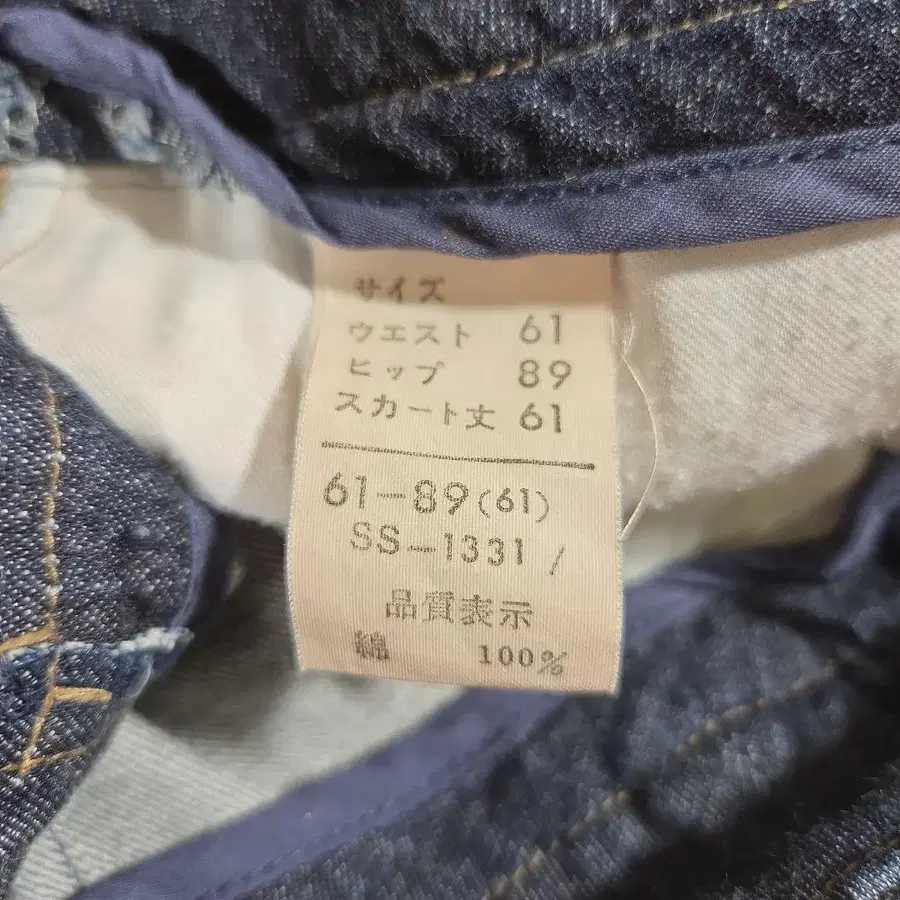 サイズ
ウエスト 61
ヒップ 89
スカート丈 61
61-89(61)
SS-1331 /
品質表示
綿 100%